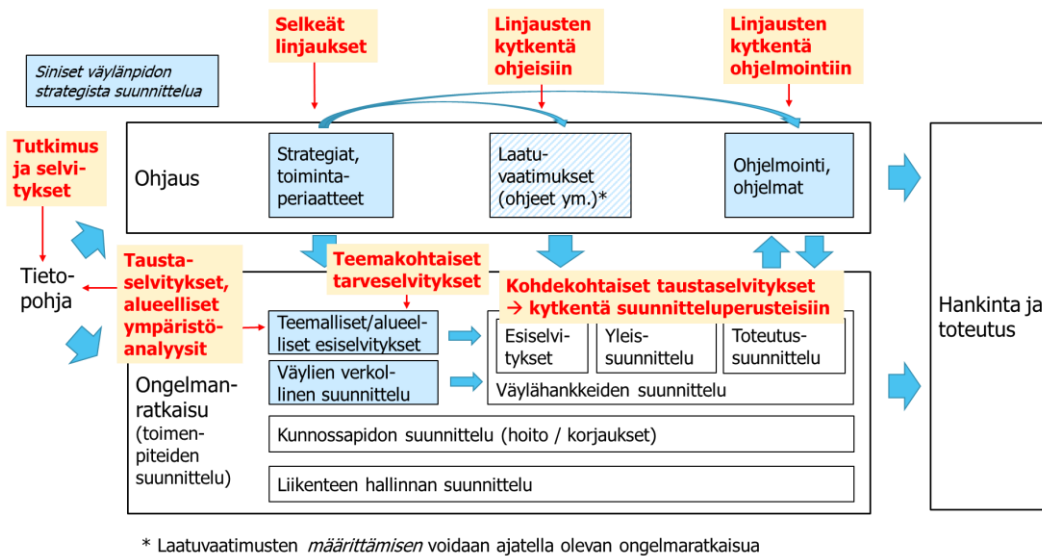 Selkeät
linjaukset
Linjausten
kytkentä
ohjeisiin
Linjausten
kytkentä
ohjelmointiin
Siniset väylänpidon
strategista suunnittelua
Tutkimus
ja selvi-
tykset
Ohjaus
Strategiat,
toiminta-
periaatteet
Laatu-
vaatimukset
(ohjeet ym.)*
Ohjelmointi,
ohjelmat
Tieto-
pohja
Tausta-
selvitykset,
alueelliset
ympäristö-
analyysit
Teemakohtaiset
tarveselvitykset
Kohdekohtaiset taustaselvitykset
→ kytkentä suunnitteluperusteisiin
Hankinta ja
toteutus
Ongelman-
ratkaisu
(toimen-
piteiden
suunnittelu)
Teemalliset/alueel-
liset esiselvitykset
Väylien verkol-
linen suunnittelu
Esiselvi-
tykset
Yleis-
suunnittelu
Toteutus-
suunnittelu
Väylähankkeiden suunnittelu
Kunnossapidon suunnittelu (hoito / korjaukset)
Liikenteen hallinnan suunnittelu
* Laatuvaatimusten määrittämisen voidaan ajatella olevan ongelmaratkaisua